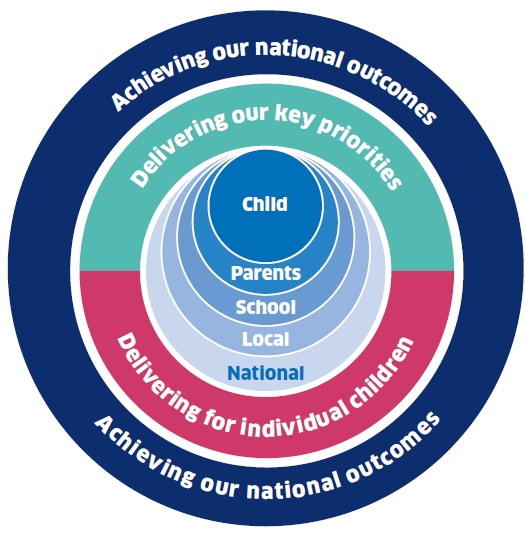 Achieving our national outcomes
Delivering our key priorities
Child
Parents
School
Local
National
Delivering for individual children
Achieving our national outcomes